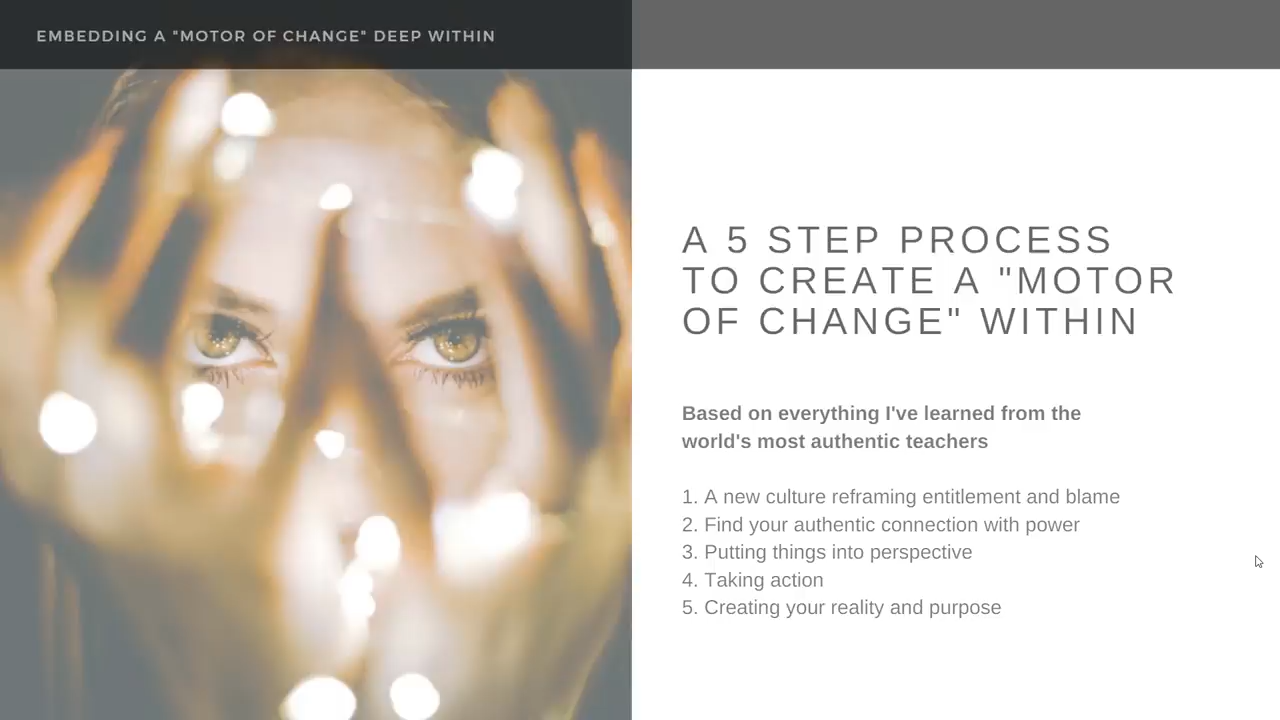 EMBEDDING A "MOTOR OF CHANGE" DEEP WITHIN
A 5 STEP PROCESS
TO CREATE A "MOTOR
OF CHANGE" WITHIN
Based on everything I've learned from the
world's most authentic teachers
1. A new culture reframing entitlement and blame
2. Find your authentic connection with power
3. Putting things into perspective
4. Taking action
5. Creating your reality and purpose